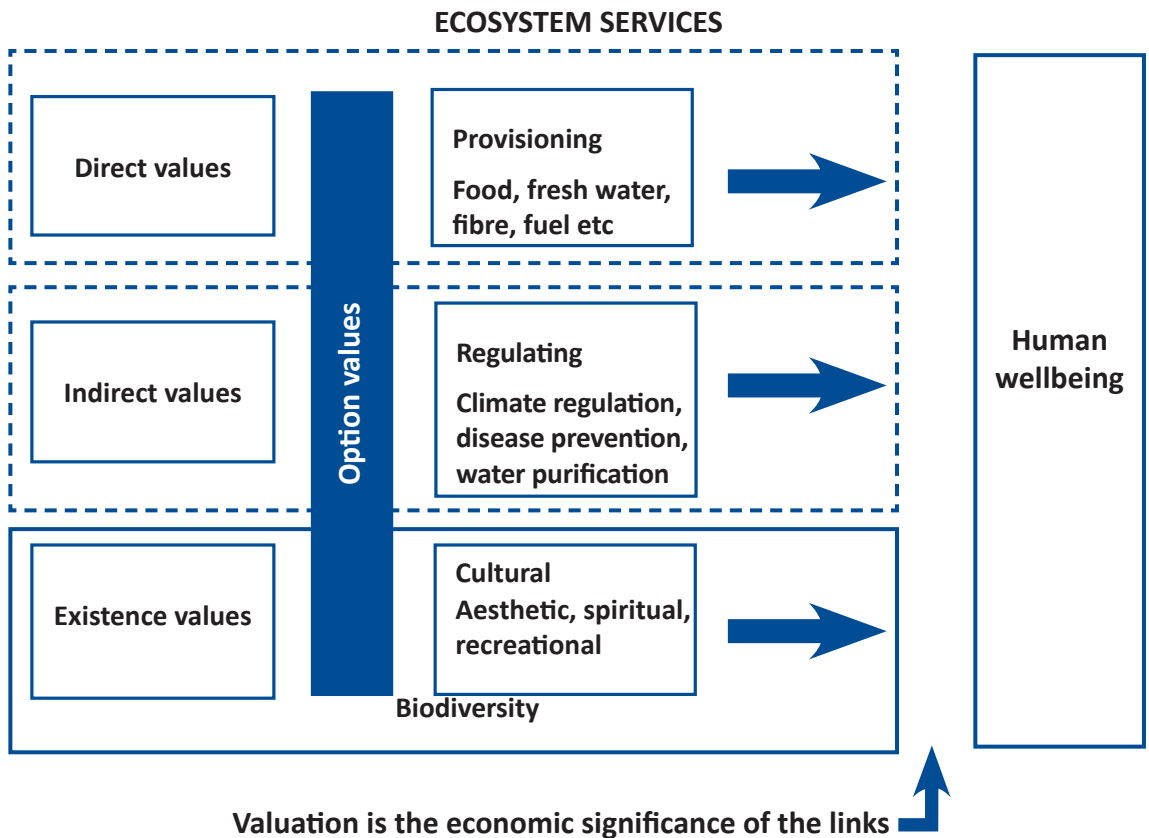 ECOSYSTEM SERVICES
Direct values
Option values
Provisioning
Food, fresh water,
fibre, fuel etc
Indirect values
Regulating
Climate regulation,
disease prevention,
water purification
Existence values
Cultural
Aesthetic, spiritual,
recreational
Biodiversity
Human
wellbeing
Valuation is the economic significance of the links